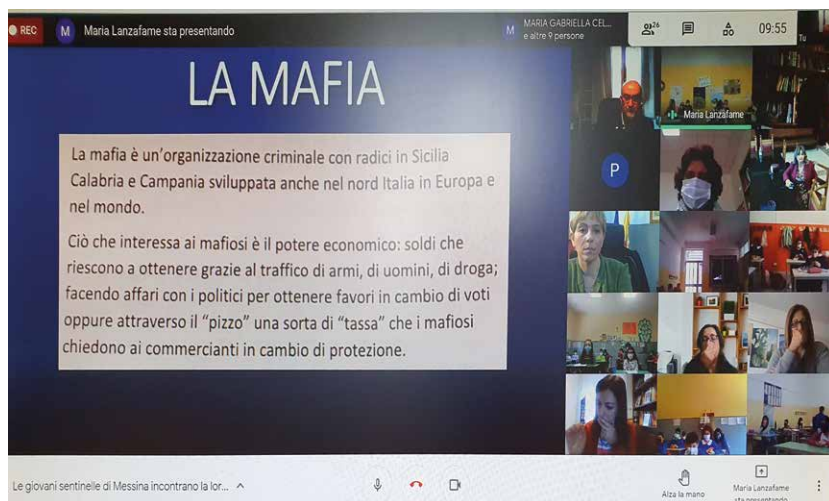 REC
M Maria Lanzafame sta presentando
M MARIA GABRIELLA CEL...
e altre 9 persone
26
09:55
Tu
LA MAFIA
La mafia è un'organizzazione criminale con radici in Sicilia
Calabria e Campania sviluppata anche nel nord Italia in Europa e
nel mondo.
Ciò che interessa ai mafiosi è il potere economico: soldi che
riescono a ottenere grazie al traffico di armi, di uomini, di droga;
facendo affari con i politici per ottenere favori in cambio di voti
oppure attraverso il "pizzo" una sorta di "tassa" che i mafiosi
chiedono ai commercianti in cambio di protezione.
Maria Lanzafame
P
Le giovani sentinelle di Messina incontrano la lor...
Alza la mano
Maria Lanzafame
sta presentando